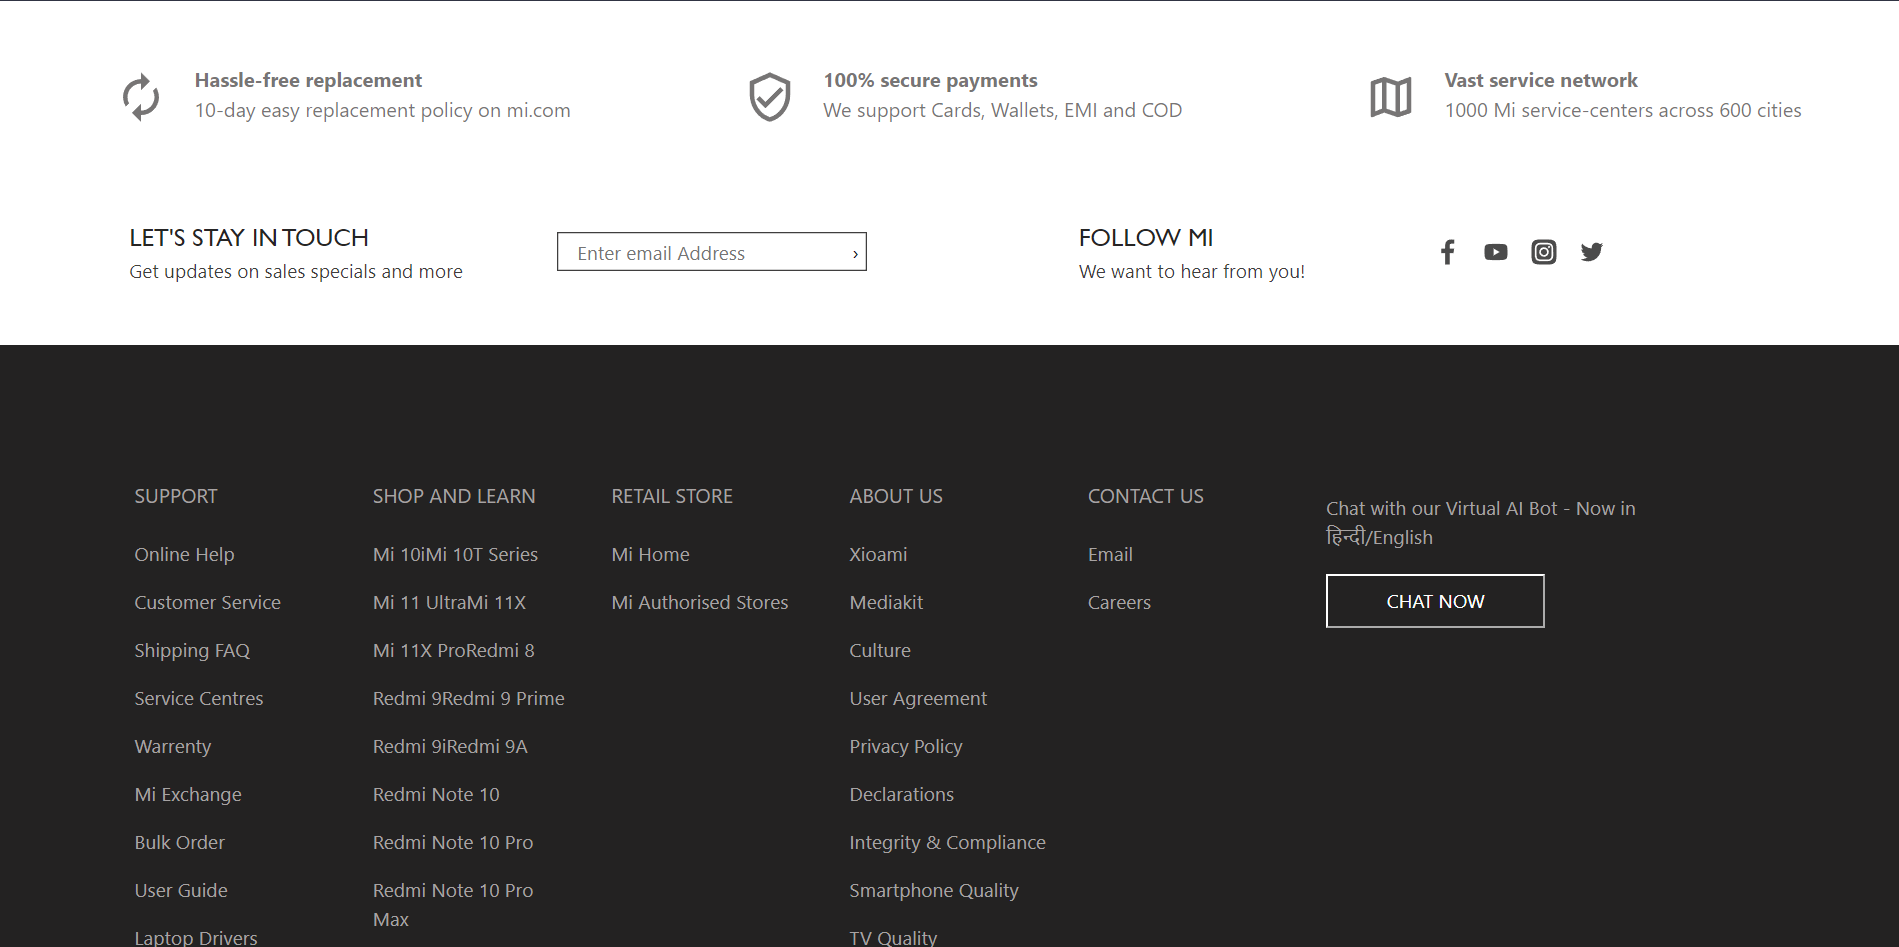 Hassle-free replacement
10-day easy replacement policy on mi.com
100% secure payments
We support Cards, Wallets, EMI and COD
Vast service network
1000 Mi service-centers across 600 cities
LET'S STAY IN TOUCH
Get updates on sales specials and more
Enter email Address ›
FOLLOW MI
We want to hear from you!
SUPPORT
Online Help
Customer Service
Shipping FAQ
Service Centres
Warrenty
Mi Exchange
Bulk Order
User Guide
Laptop Drivers
SHOP AND LEARN
Mi 10iMi 10T Series
Mi 11 UltraMi 11X
Mi 11X ProRedmi 8
Redmi 9Redmi 9 Prime
Redmi 9iRedmi 9A
Redmi Note 10
Redmi Note 10 Pro
Redmi Note 10 Pro
Max
RETAIL STORE
Mi Home
Mi Authorised Stores
ABOUT US
Xioami
Mediakit
Culture
User Agreement
Privacy Policy
Declarations
Integrity & Compliance
Smartphone Quality
TV Quality
CONTACT US
Email
Careers
Chat with our Virtual AI Bot - Now in
हिन्दी/English
CHAT NOW